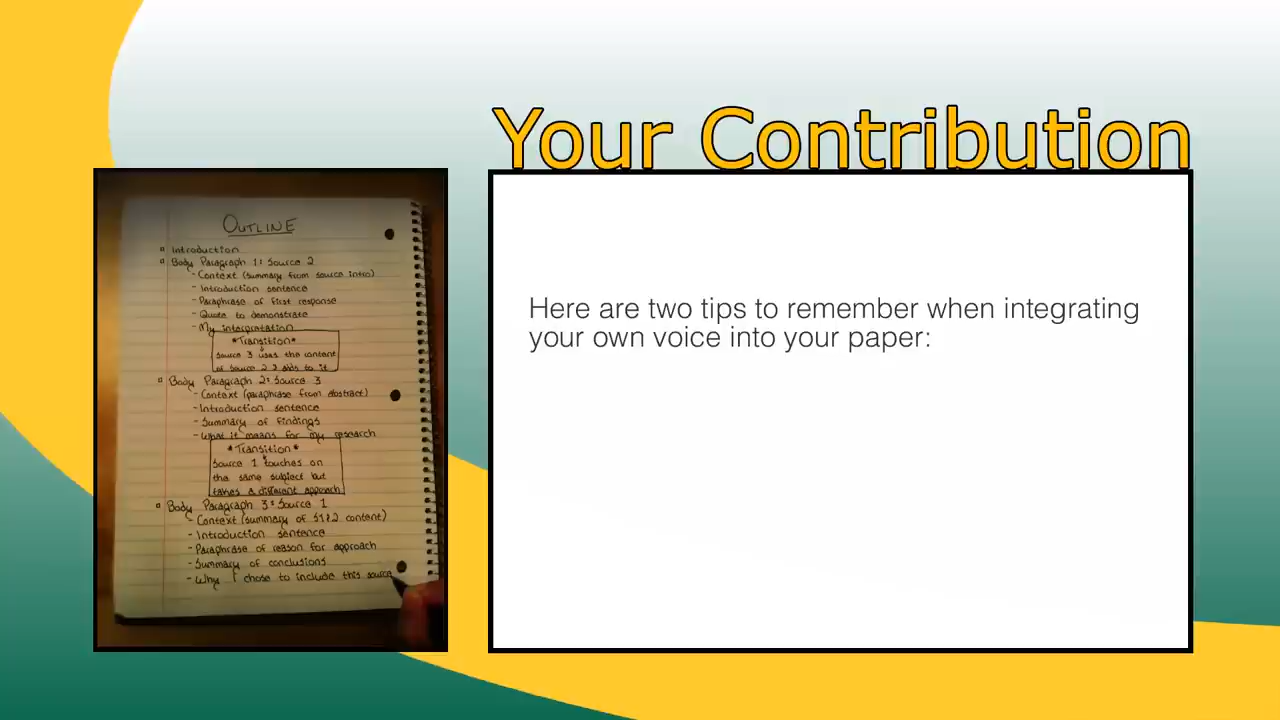 Your Contribution
OUTLINE
Introduction
Body Paragraph 1: Source 2
- Context (summary from source intro)
- Introduction sentence
- Paraphrase of first response
- Quote to demonstrate
- My interpretation
*Transition*
Source 3 uses the content
of Source 2 & adds to it
Body Paragraph 2: Source 3
- Context (paraphrase from abstract)
- Introduction sentence
- Summary of findings
- What it means for my research
*Transition*
Source 1 touches on
the same subject but
takes a different approach
Body Paragraph 3: Source 1
- Context (summary of S1&2 content)
- Introduction sentence
- Paraphrase of reason for approach
- Summary of conclusions
- Why I chose to include this source
Here are two tips to remember when integrating
your own voice into your paper: